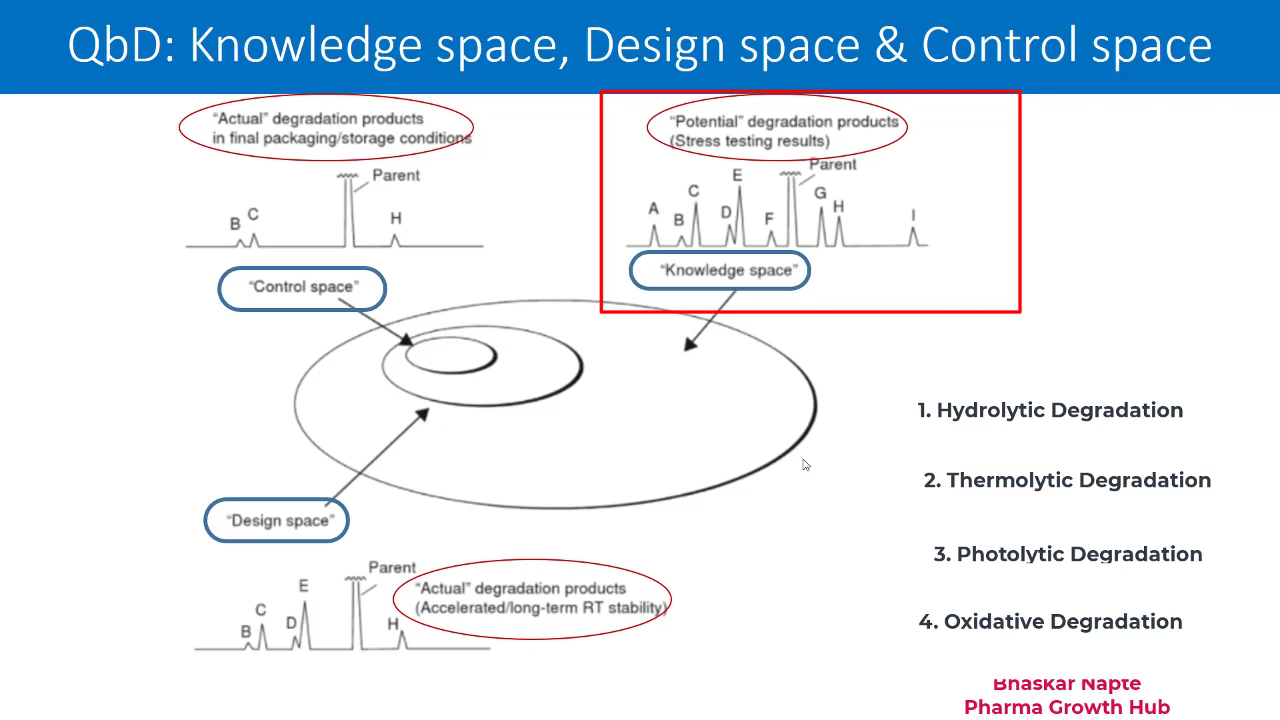 QbD: Knowledge space, Design space & Control space
“Actual” degradation products
in final packaging/storage conditions
Parent
B
C
H
“Control space”
“Potential” degradation products
(Stress testing results)
Parent
A
B
C
D
E
F
G
H
I
“Knowledge space”
“Design space”
Parent
B
C
D
E
H
“Actual” degradation products
(Accelerated/long-term RT stability)
1. Hydrolytic Degradation
2. Thermolytic Degradation
3. Photolytic Degradation
4. Oxidative Degradation
Bhaskar Napte
Pharma Growth Hub